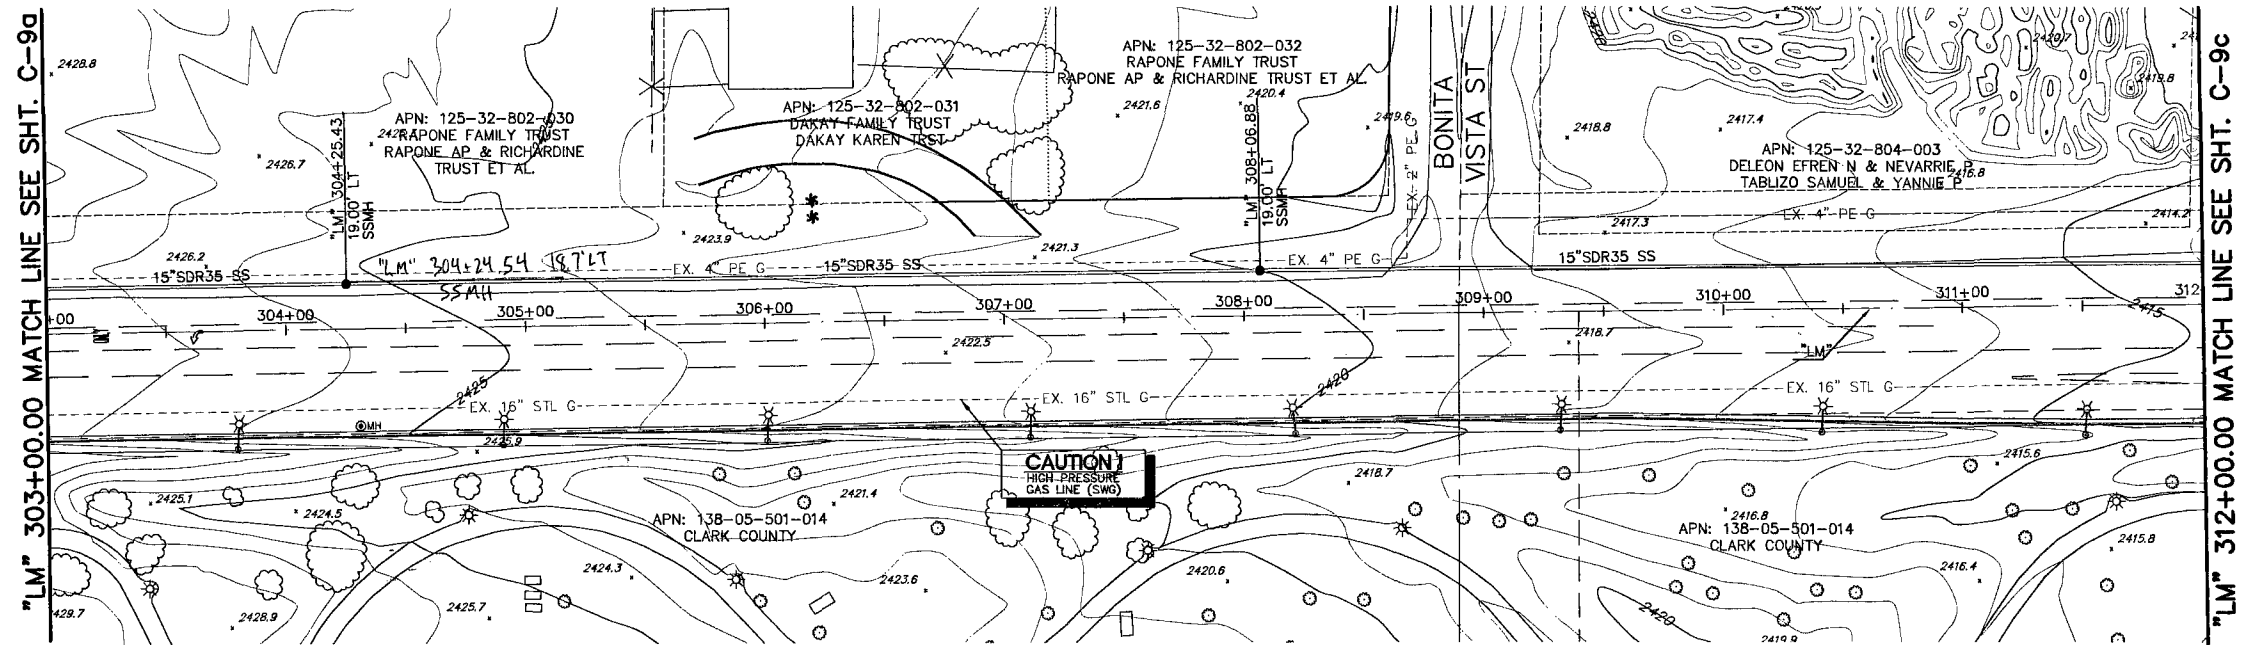 "LM" 303+00.00 MATCH LINE SEE SHT. C-9a
2428.8
2426.7
APN: 125-32-802-030
RAPONE FAMILY TRUST
RAPONE AP & RICHARDINE
TRUST ET AL.
"LM" 304+25.43
19.00' LT
SSMH
APN: 125-32-802-031
DAKAY FAMILY TRUST
DAKAY KAREN TRST
APN: 125-32-802-032
RAPONE FAMILY TRUST
RAPONE AP & RICHARDINE TRUST ET AL.
2421.6
2420.4
2419.6
"LM" 308+06.88
19.00' LT
SSMH
EX. 2" PE G
BONITA
VISTA ST
2420
2420.7
2419.8
2418.8
2417.4
APN: 125-32-804-003
DELEON EFREN N & NEVARRIE P
TABLIZO SAMUEL & YANNIE P
2416.8
EX. 4" PE G
2414.2
2417.3
2426.2
2423.9
2421.3
15"SDR35 SS
"LM" 304+24.54 18.7' LT
SSMH
EX. 4" PE G
15"SDR35 SS
EX. 4" PE G
15"SDR35 SS
+00
304+00
305+00
306+00
307+00
308+00
309+00
310+00
311+00
312
2415
2422.5
2418.7
"LM"
2425
2420
EX. 16" STL G
EX. 16" STL G
EX. 16" STL G
MH
2425.9
CAUTION!
HIGH PRESSURE
GAS LINE (SWG)
2425.1
2424.5
2421.4
2418.7
2415.6
2416.8
APN: 138-05-501-014
CLARK COUNTY
APN: 138-05-501-014
CLARK COUNTY
2415.8
2424.3
2423.6
2420.6
2416.4
429.7
2428.9
2425.7
2420
2419.9
"LM" 312+00.00 MATCH LINE SEE SHT. C-9c